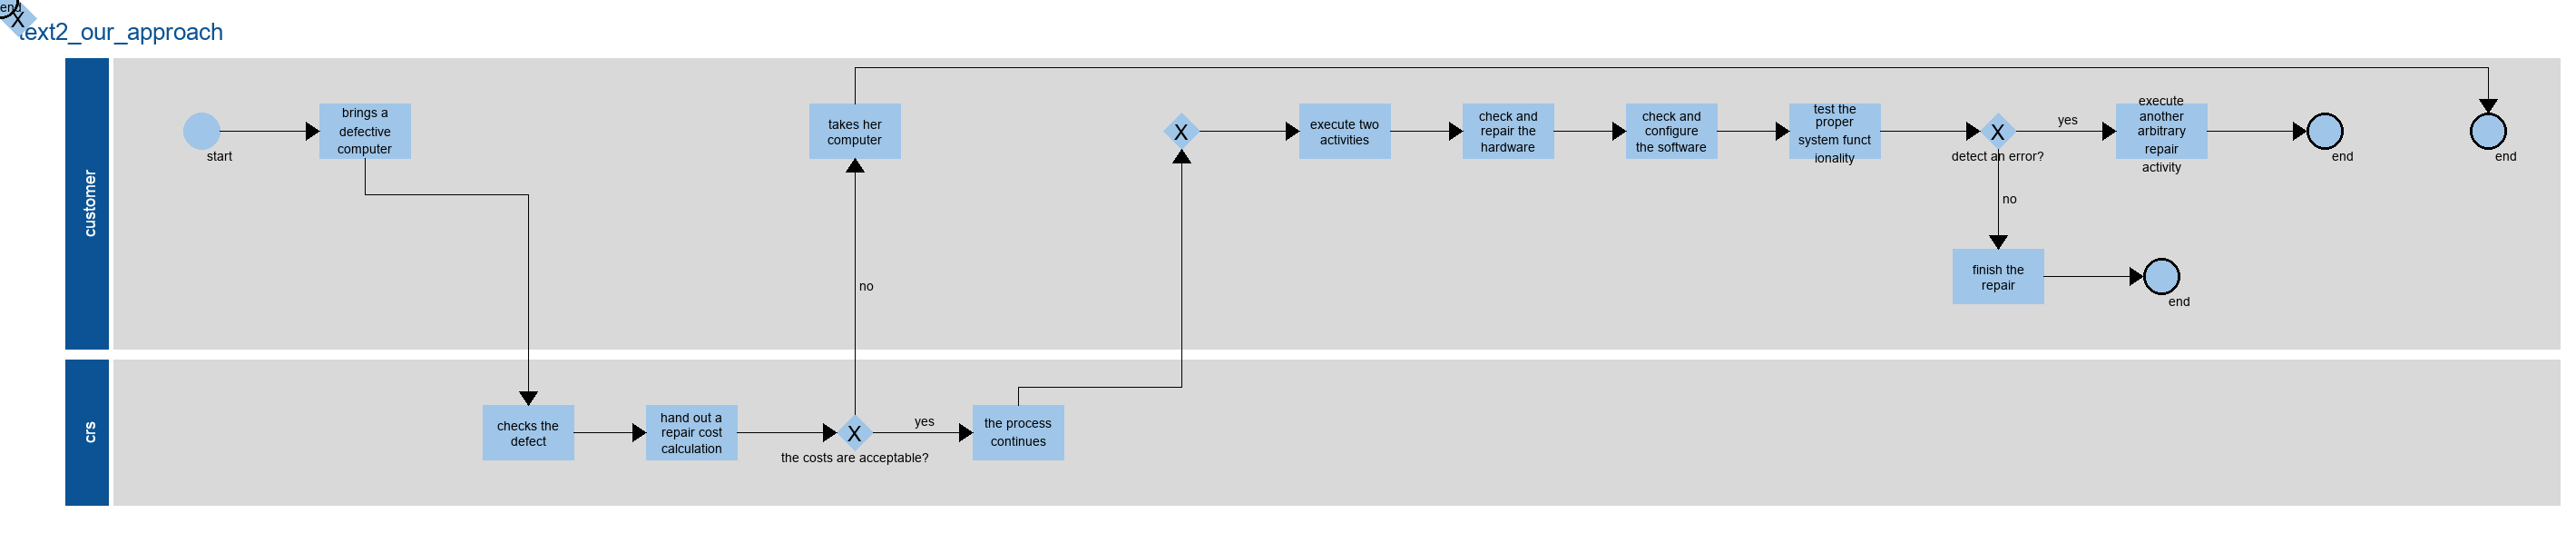 end
X
text2_our_approach
customer
start
brings a
defective
computer
takes her
computer
no
X
execute two
activities
check and
repair the
hardware
check and
configure
the software
test the
proper
system funct
ionality
X
detect an error?
yes
no
execute
another
arbitrary
repair
activity
end
end
finish the
repair
end
crs
checks the
defect
hand out a
repair cost
calculation
X
the costs are acceptable?
yes
the process
continues